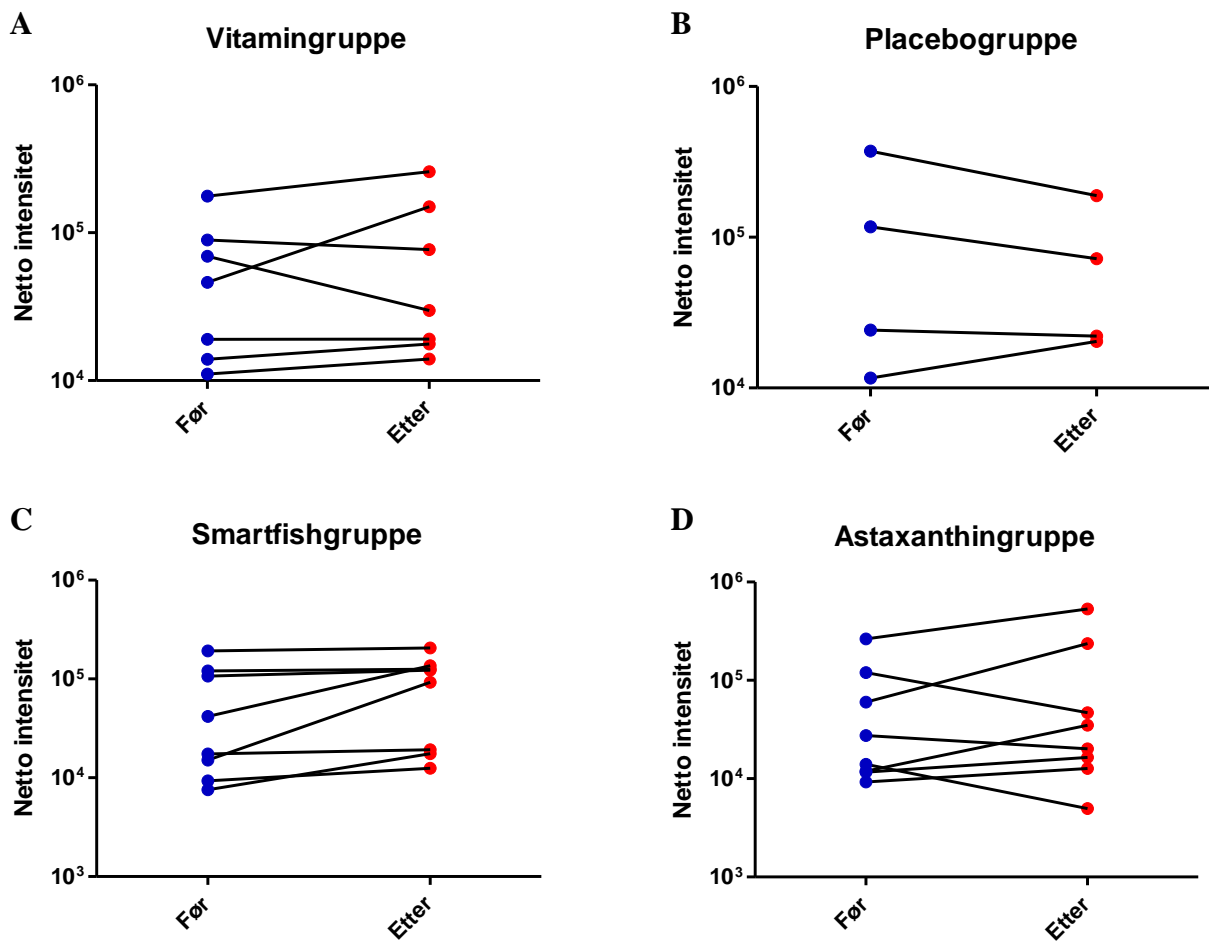 A
Vitamingruppe
10⁶
10⁵
10⁴
Netto intensitet
Før
Etter
B
Placebogruppe
10⁶
10⁵
10⁴
Netto intensitet
Før
Etter
C
Smartfishgruppe
10⁶
10⁵
10⁴
10³
Netto intensitet
Før
Etter
D
Astaxanthingruppe
10⁶
10⁵
10⁴
10³
Netto intensitet
Før
Etter